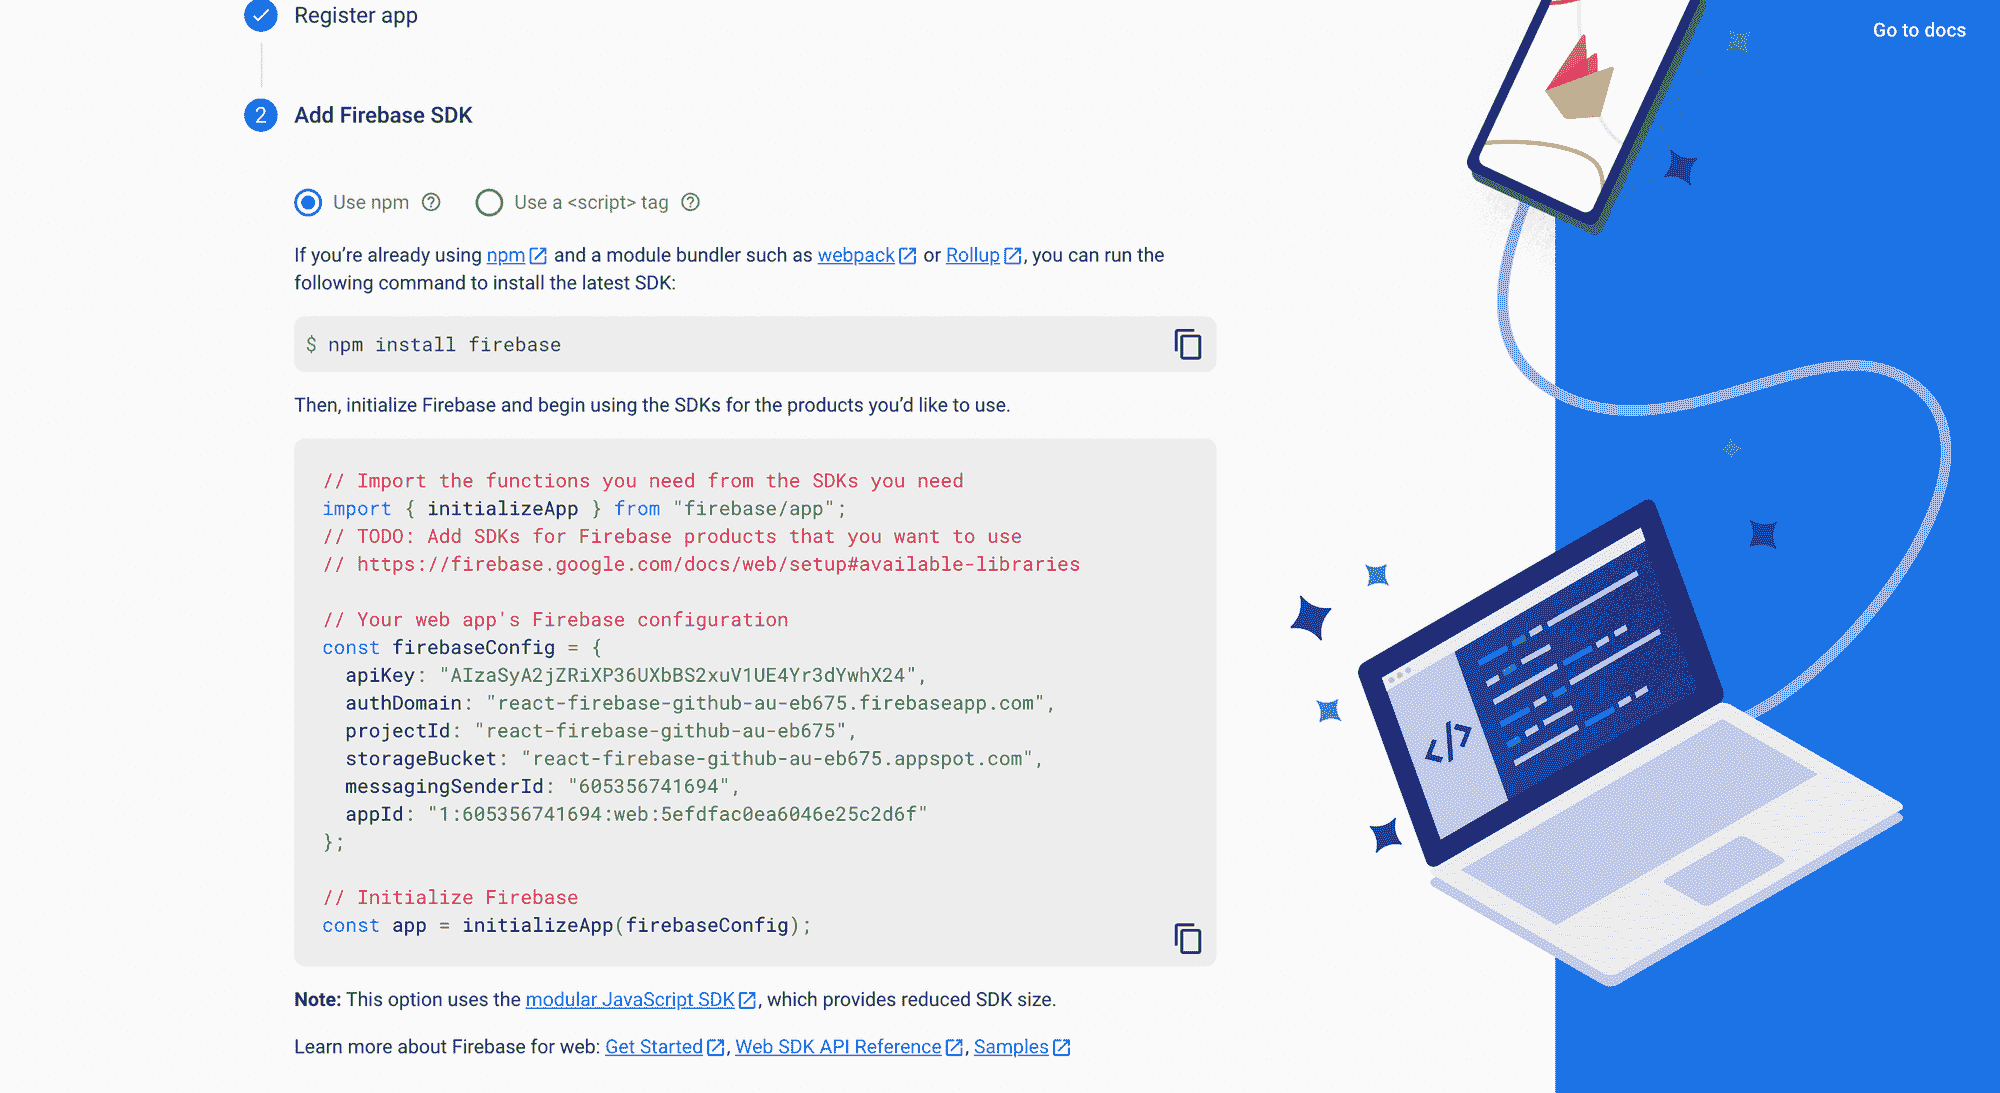 Register app
Go to docs
2 Add Firebase SDK
Use npm Use a <script> tag
If you’re already using npm and a module bundler such as webpack or Rollup, you can run the
following command to install the latest SDK:
$ npm install firebase
Then, initialize Firebase and begin using the SDKs for the products you’d like to use.
// Import the functions you need from the SDKs you need
import { initializeApp } from "firebase/app";
// TODO: Add SDKs for Firebase products that you want to use
// https://firebase.google.com/docs/web/setup#available-libraries
// Your web app's Firebase configuration
const firebaseConfig = {
apiKey: "AIzaSyA2jZRiXP36UXbBS2xuV1UE4Yr3dYwhX24",
authDomain: "react-firebase-github-au-eb675.firebaseapp.com",
projectId: "react-firebase-github-au-eb675",
storageBucket: "react-firebase-github-au-eb675.appspot.com",
messagingSenderId: "605356741694",
appId: "1:605356741694:web:5efdfac0ea6046e25c2d6f"
};
// Initialize Firebase
const app = initializeApp(firebaseConfig);
Note: This option uses the modular JavaScript SDK, which provides reduced SDK size.
Learn more about Firebase for web: Get Started, Web SDK API Reference, Samples